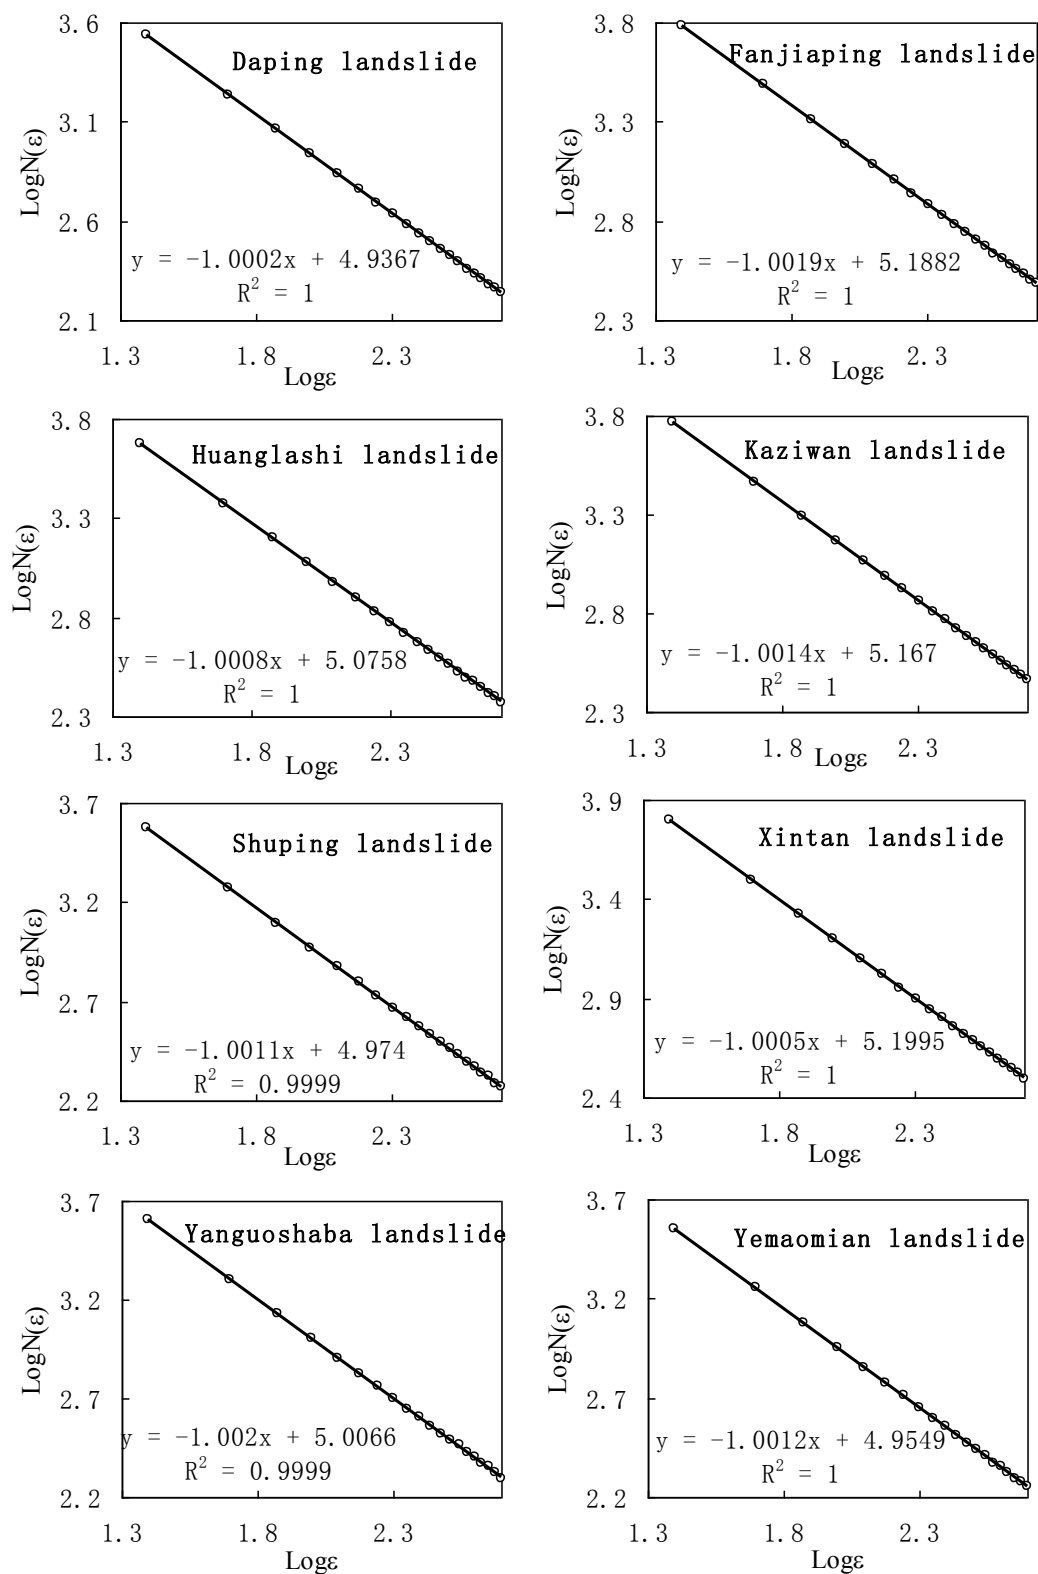 Daping landslide
LogN(ε)
3.6
3.1
2.6
2.1
y = -1.0002x + 4.9367
R² = 1
1.3 1.8 2.3
Logε
Fanjiaping landslide
LogN(ε)
3.8
3.3
2.8
2.3
y = -1.0019x + 5.1882
R² = 1
1.3 1.8 2.3
Logε
Huanglashi landslide
LogN(ε)
3.8
3.3
2.8
2.3
y = -1.0008x + 5.0758
R² = 1
1.3 1.8 2.3
Logε
Kaziwan landslide
LogN(ε)
3.8
3.3
2.8
2.3
y = -1.0014x + 5.167
R² = 1
1.3 1.8 2.3
Logε
Shuping landslide
LogN(ε)
3.7
3.2
2.7
2.2
y = -1.0011x + 4.974
R² = 0.9999
1.3 1.8 2.3
Logε
Xintan landslide
LogN(ε)
3.9
3.4
2.9
2.4
y = -1.0005x + 5.1995
R² = 1
1.3 1.8 2.3
Logε
Yanguoshaba landslide
LogN(ε)
3.7
3.2
2.7
2.2
y = -1.002x + 5.0066
R² = 0.9999
1.3 1.8 2.3
Logε
Yemaomian landslide
LogN(ε)
3.7
3.2
2.7
2.2
y = -1.0012x + 4.9549
R² = 1
1.3 1.8 2.3
Logε